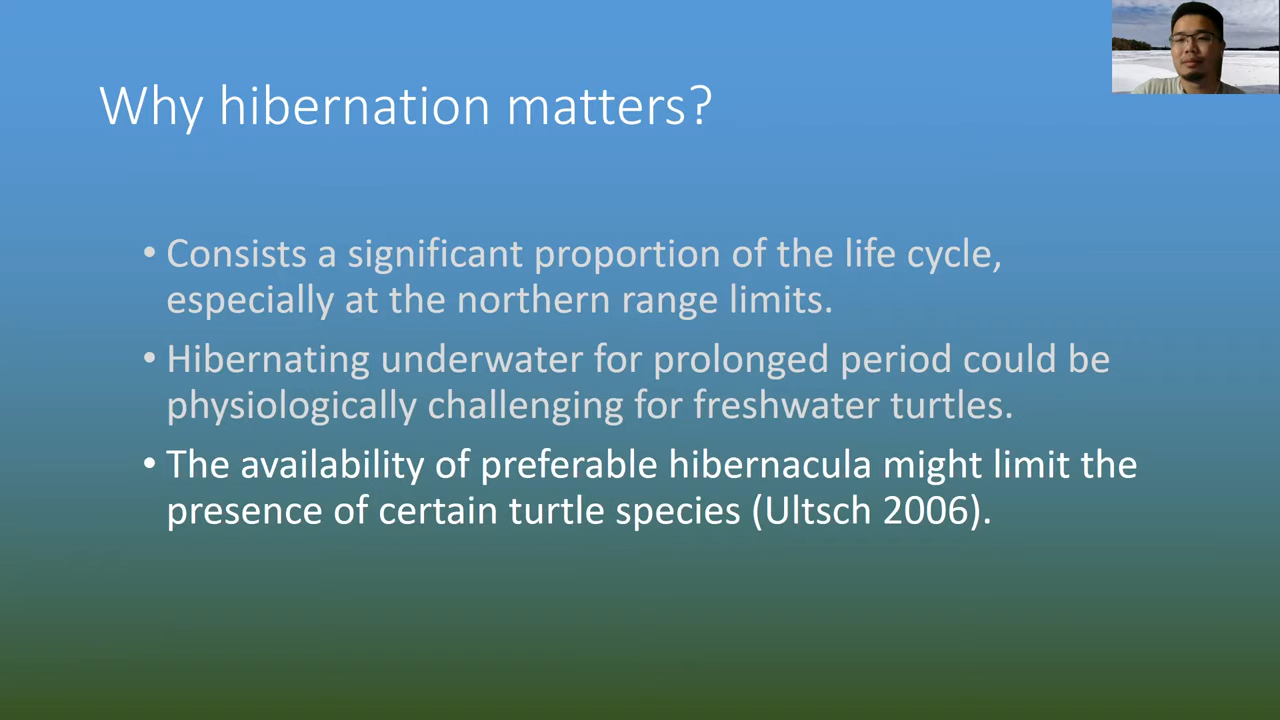 Why hibernation matters?
• Consists a significant proportion of the life cycle,
especially at the northern range limits.
• Hibernating underwater for prolonged period could be
physiologically challenging for freshwater turtles.
• The availability of preferable hibernacula might limit the
presence of certain turtle species (Ultsch 2006).